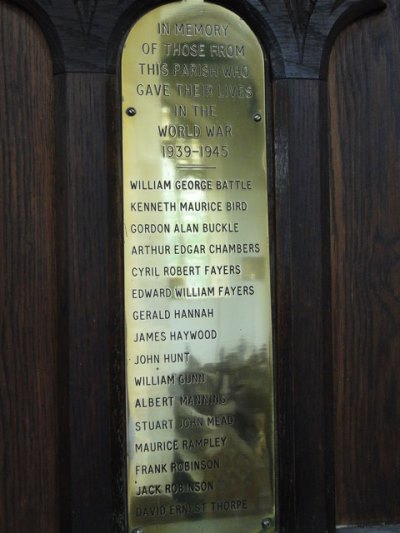 IN MEMORY
OF THOSE FROM
THIS PARISH WHO
GAVE THEIR LIVES
IN THE
WORLD WAR
1939-1945
WILLIAM GEORGE BATTLE
KENNETH MAURICE BIRD
GORDON ALAN BUCKLE
ARTHUR EDGAR CHAMBERS
CYRIL ROBERT FAYERS
EDWARD WILLIAM FAYERS
GERALD HANNAH
JAMES HAYWOOD
JOHN HUNT
WILLIAM GUNN
ALBERT MANNING
STUART JOHN MEAD
MAURICE RAMPLEY
FRANK ROBINSON
JACK ROBINSON
DAVID ERNEST THORPE